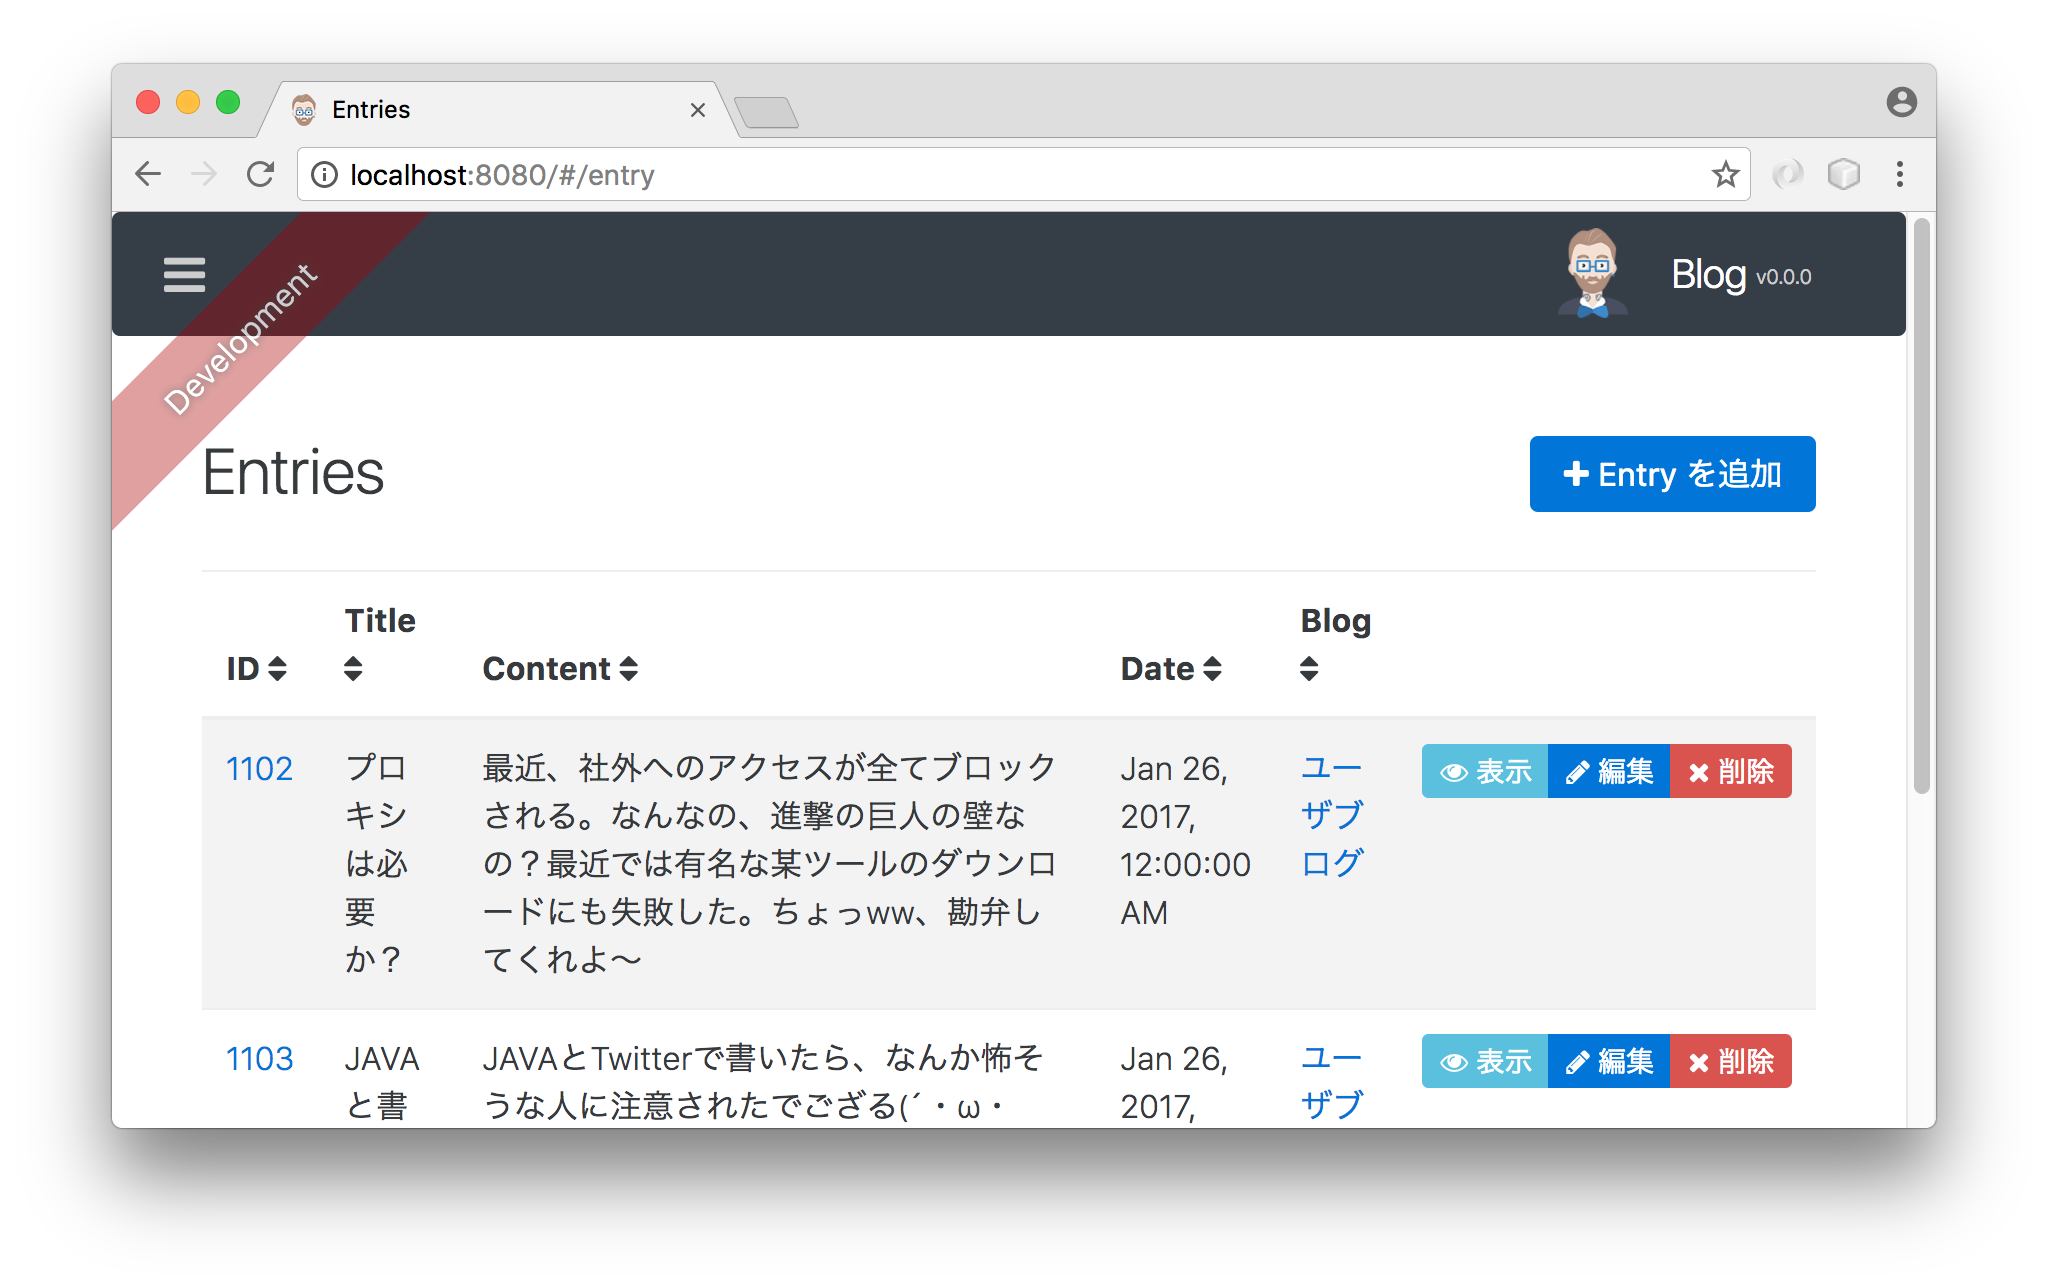 Entries
localhost:8080/#/entry
Development
Blog v0.0.0
Entries
Entry を追加
ID
Title
Content
Date
Blog
1102
プロ
キシ
は必
要
か？
最近、社外へのアクセスが全てブロック
される。なんなの、進撃の巨人の壁な
の？最近では有名な某ツールのダウンロ
ードにも失敗した。ちょっww、勘弁し
てくれよ〜
Jan 26,
2017,
12:00:00
AM
ユー
ザブ
ログ
表示
編集
削除
1103
JAVA
と書
JAVAとTwitterで書いたら、なんか怖そ
うな人に注意されたでござる(´・ω・
Jan 26,
2017,
ユー
ザブ
表示
編集
削除